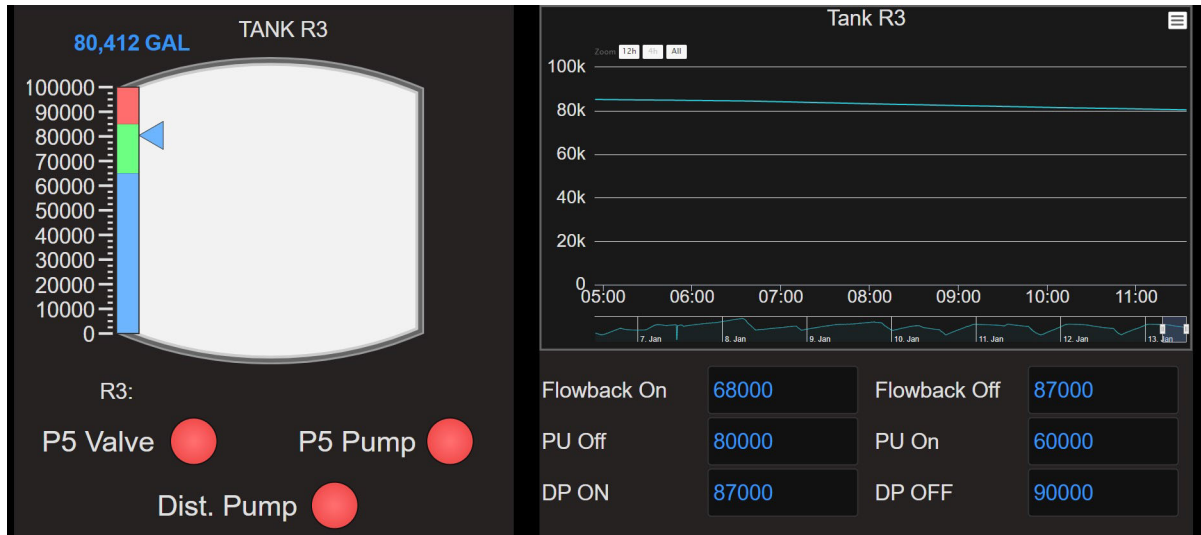 TANK R3
80,412 GAL
100000
90000
80000
70000
60000
50000
40000
30000
20000
10000
0
R3:
P5 Valve
P5 Pump
Dist. Pump
Tank R3
Zoom 12h 4h All
100k
80k
60k
40k
20k
0
05:00 06:00 07:00 08:00 09:00 10:00 11:00
7. Jan 8. Jan 9. Jan 10. Jan 11. Jan 12. Jan 13. Jan
Flowback On 68000 Flowback Off 87000
PU Off 80000 PU On 60000
DP ON 87000 DP OFF 90000